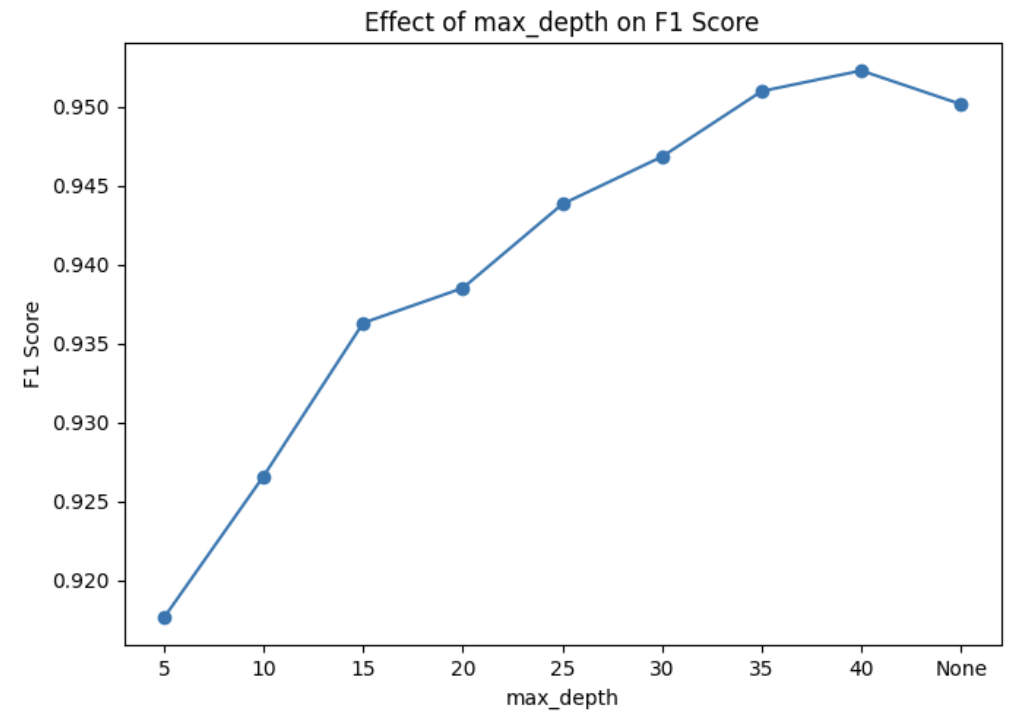 Effect of max_depth on F1 Score
F1 Score
0.950
0.945
0.940
0.935
0.930
0.925
0.920
5 10 15 20 25 30 35 40 None
max_depth